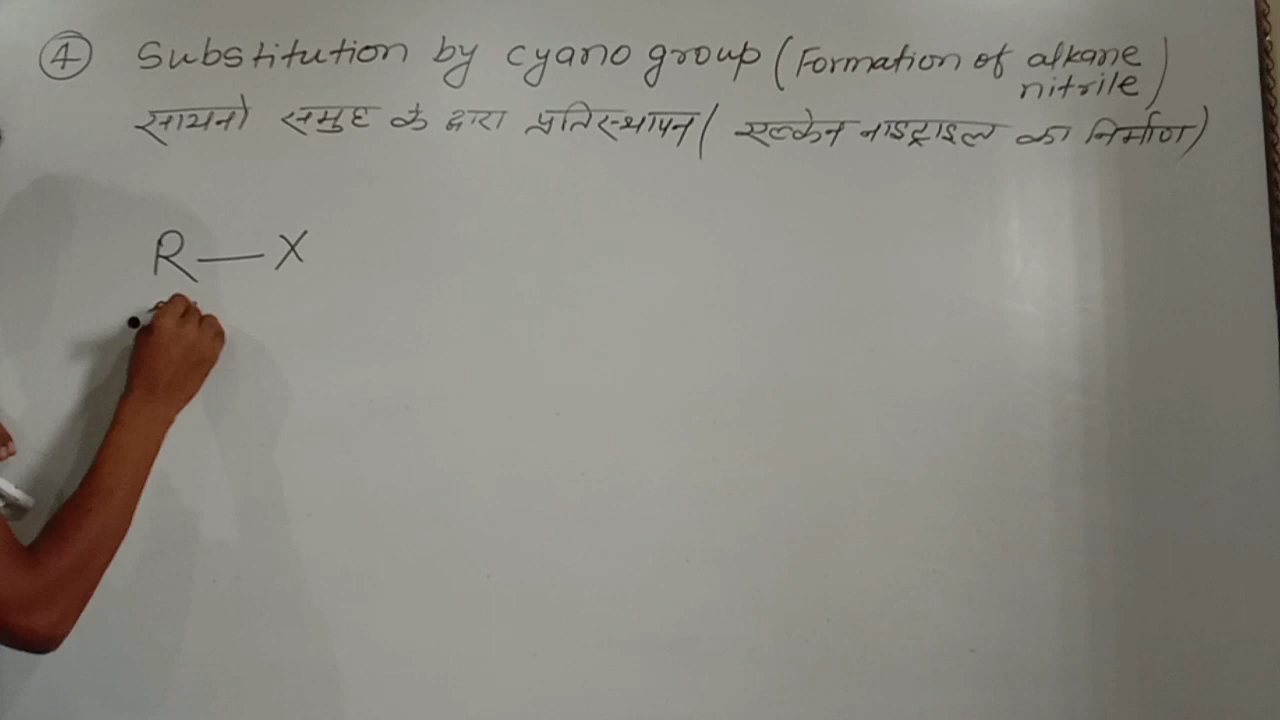 ④ Substitution by cyano group (Formation of alkane nitrile)
सायनो समुह के द्वारा प्रतिस्थापन ( एल्केन नाइट्राइल का निर्माण)
R — X